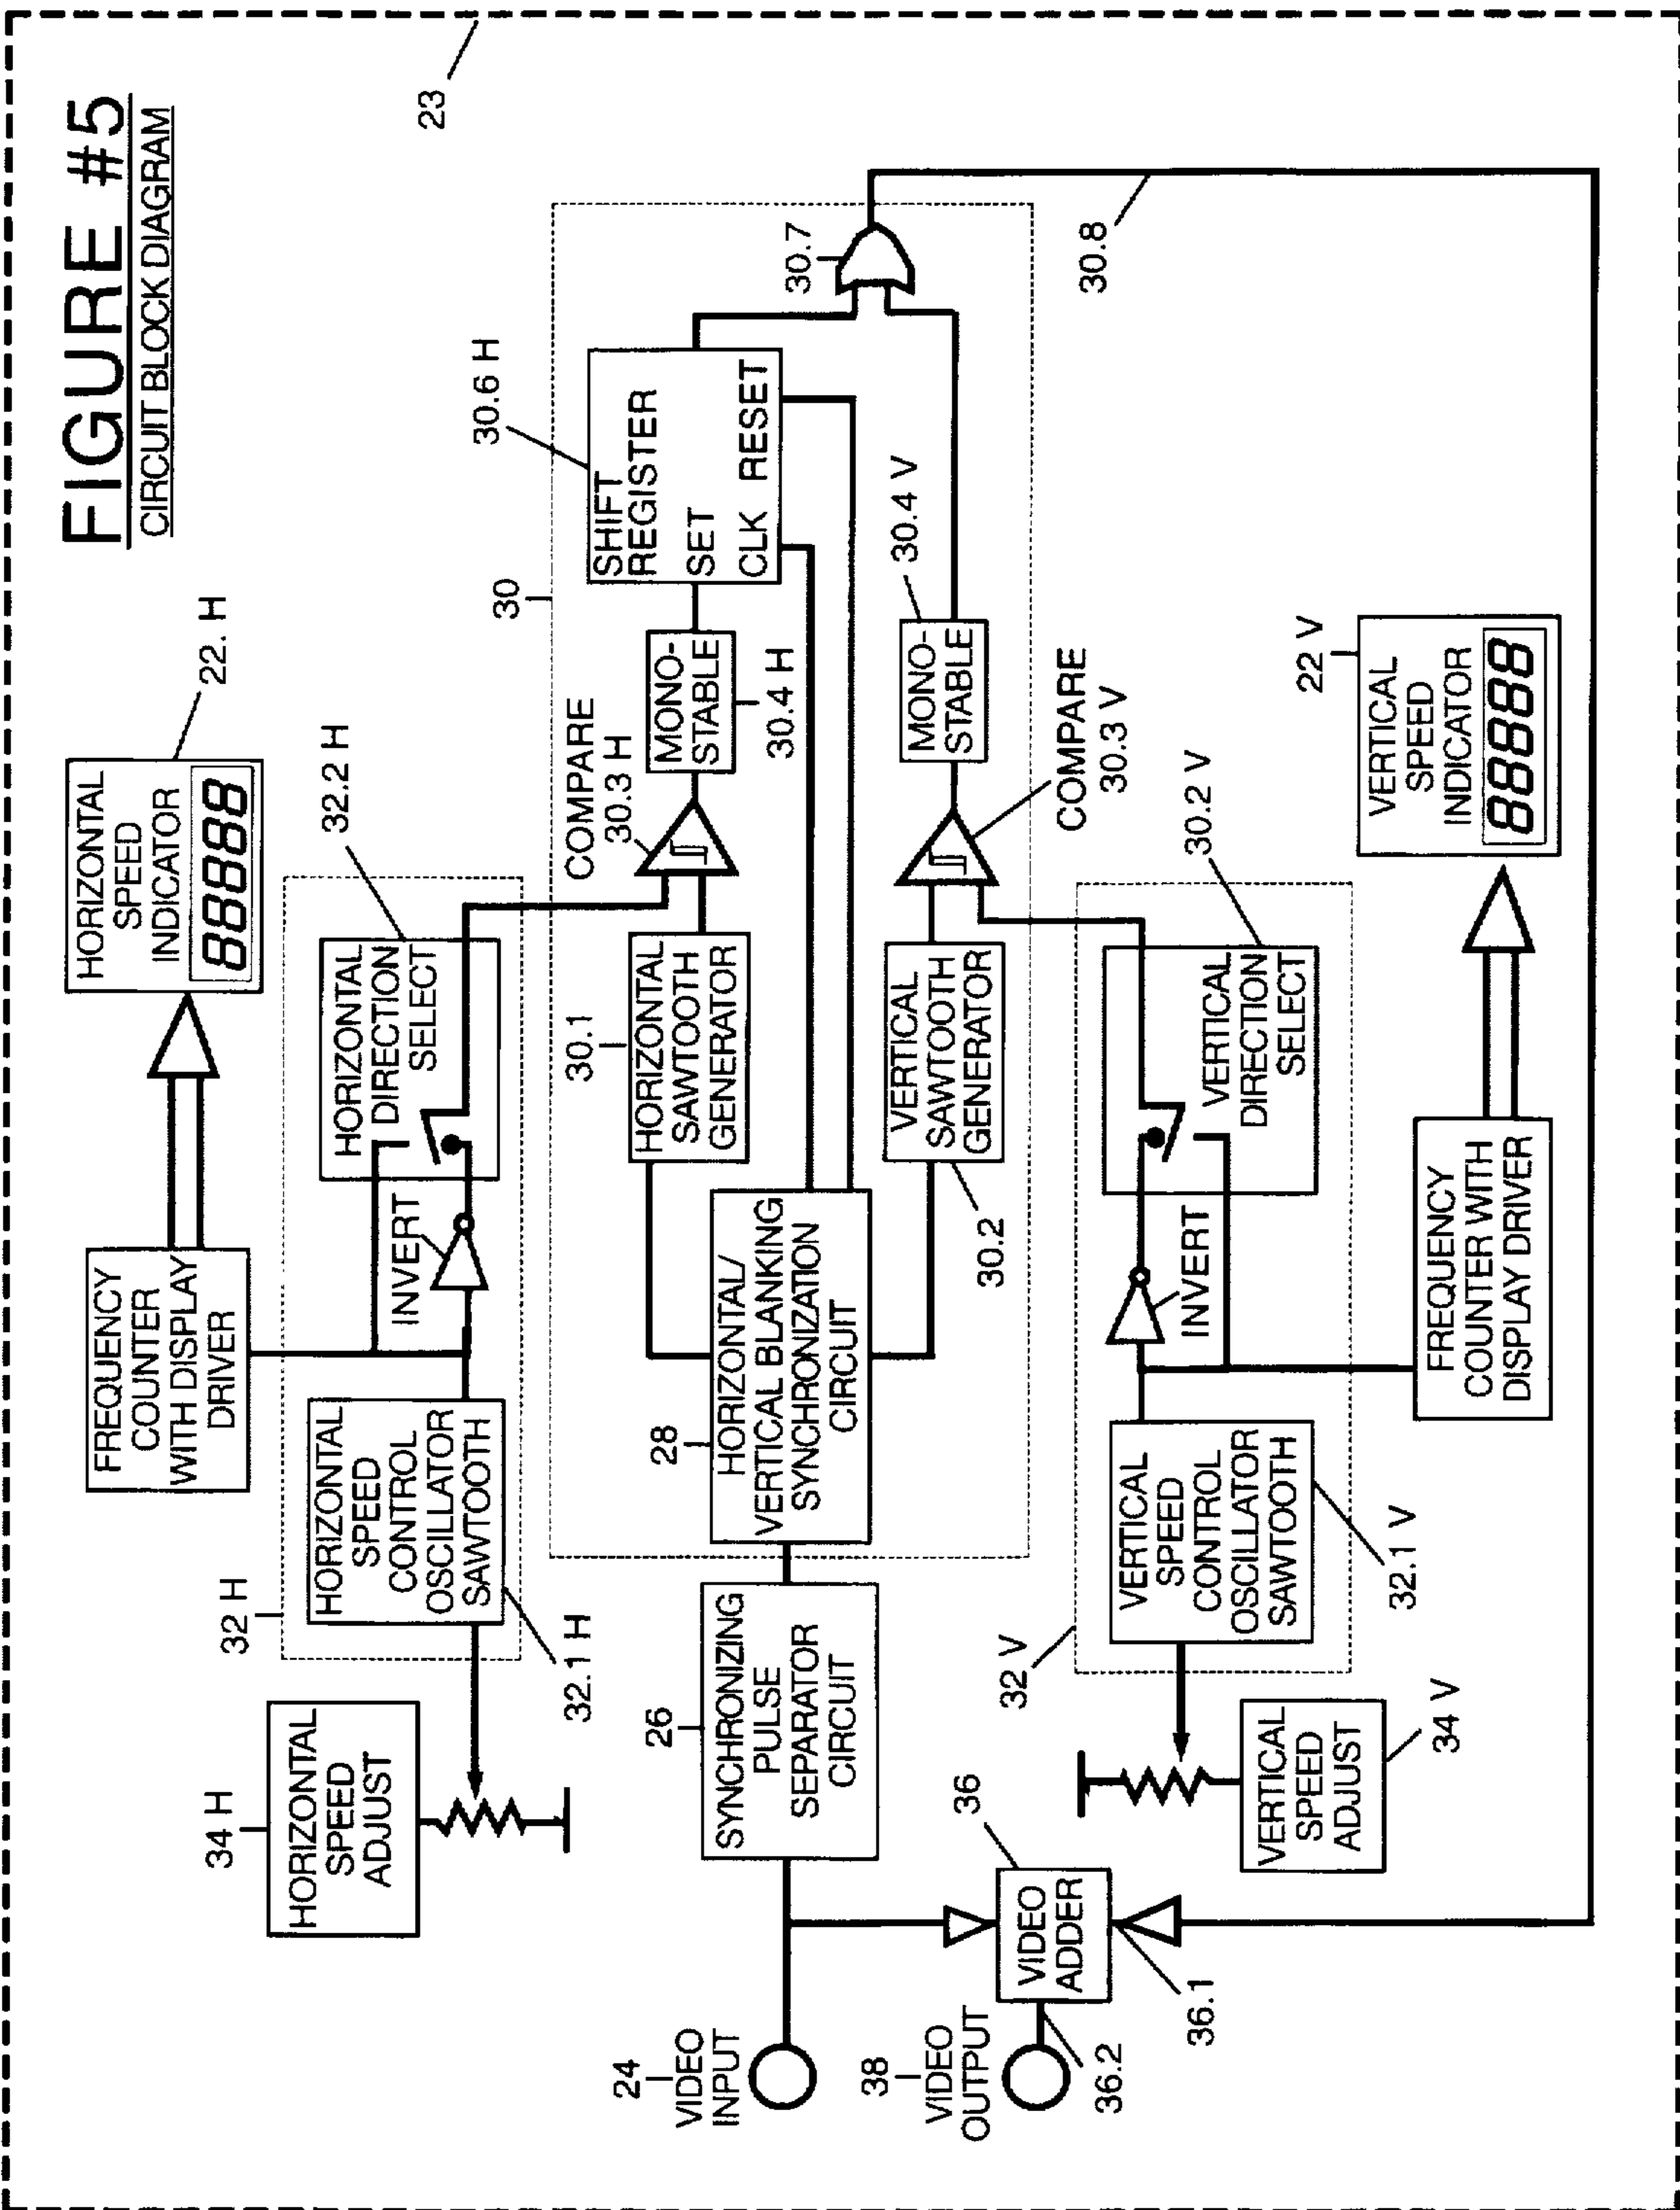 FIGURE #5
CIRCUIT BLOCK DIAGRAM
23
34 H
HORIZONTAL
SPEED
ADJUST
32 H
HORIZONTAL
SPEED
CONTROL
OSCILLATOR
SAWTOOTH
32.1 H
FREQUENCY
COUNTER
WITH DISPLAY
DRIVER
INVERT
HORIZONTAL
DIRECTION
SELECT
32.2 H
HORIZONTAL
SPEED
INDICATOR
88888
22. H
24
VIDEO
INPUT
26
SYNCHRONIZING
PULSE
SEPARATOR
CIRCUIT
28
HORIZONTAL/
VERTICAL BLANKING
SYNCHRONIZATION
CIRCUIT
30.1
HORIZONTAL
SAWTOOTH
GENERATOR
COMPARE
30.3 H
MONO-
STABLE
30.4 H
30
SHIFT
REGISTER
SET
CLK RESET
30.6 H
30.7
30.8
30.2
VERTICAL
SAWTOOTH
GENERATOR
COMPARE
30.3 V
MONO-
STABLE
30.4 V
38
VIDEO
OUTPUT
36.2
36
VIDEO
ADDER
36.1
VERTICAL
SPEED
ADJUST
34 V
32 V
VERTICAL
SPEED
CONTROL
OSCILLATOR
SAWTOOTH
32.1 V
INVERT
VERTICAL
DIRECTION
SELECT
30.2 V
FREQUENCY
COUNTER WITH
DISPLAY DRIVER
22 V
VERTICAL
SPEED
INDICATOR
88888